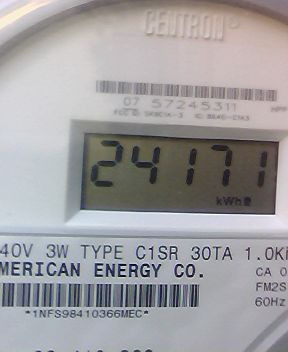 CENTRON®
07 57245311
24171
kWh
40V 3W TYPE C1SR 30TA 1.0K
MERICAN ENERGY CO.
CA 0
FM2S
60Hz
*1NFS98410366MEC*